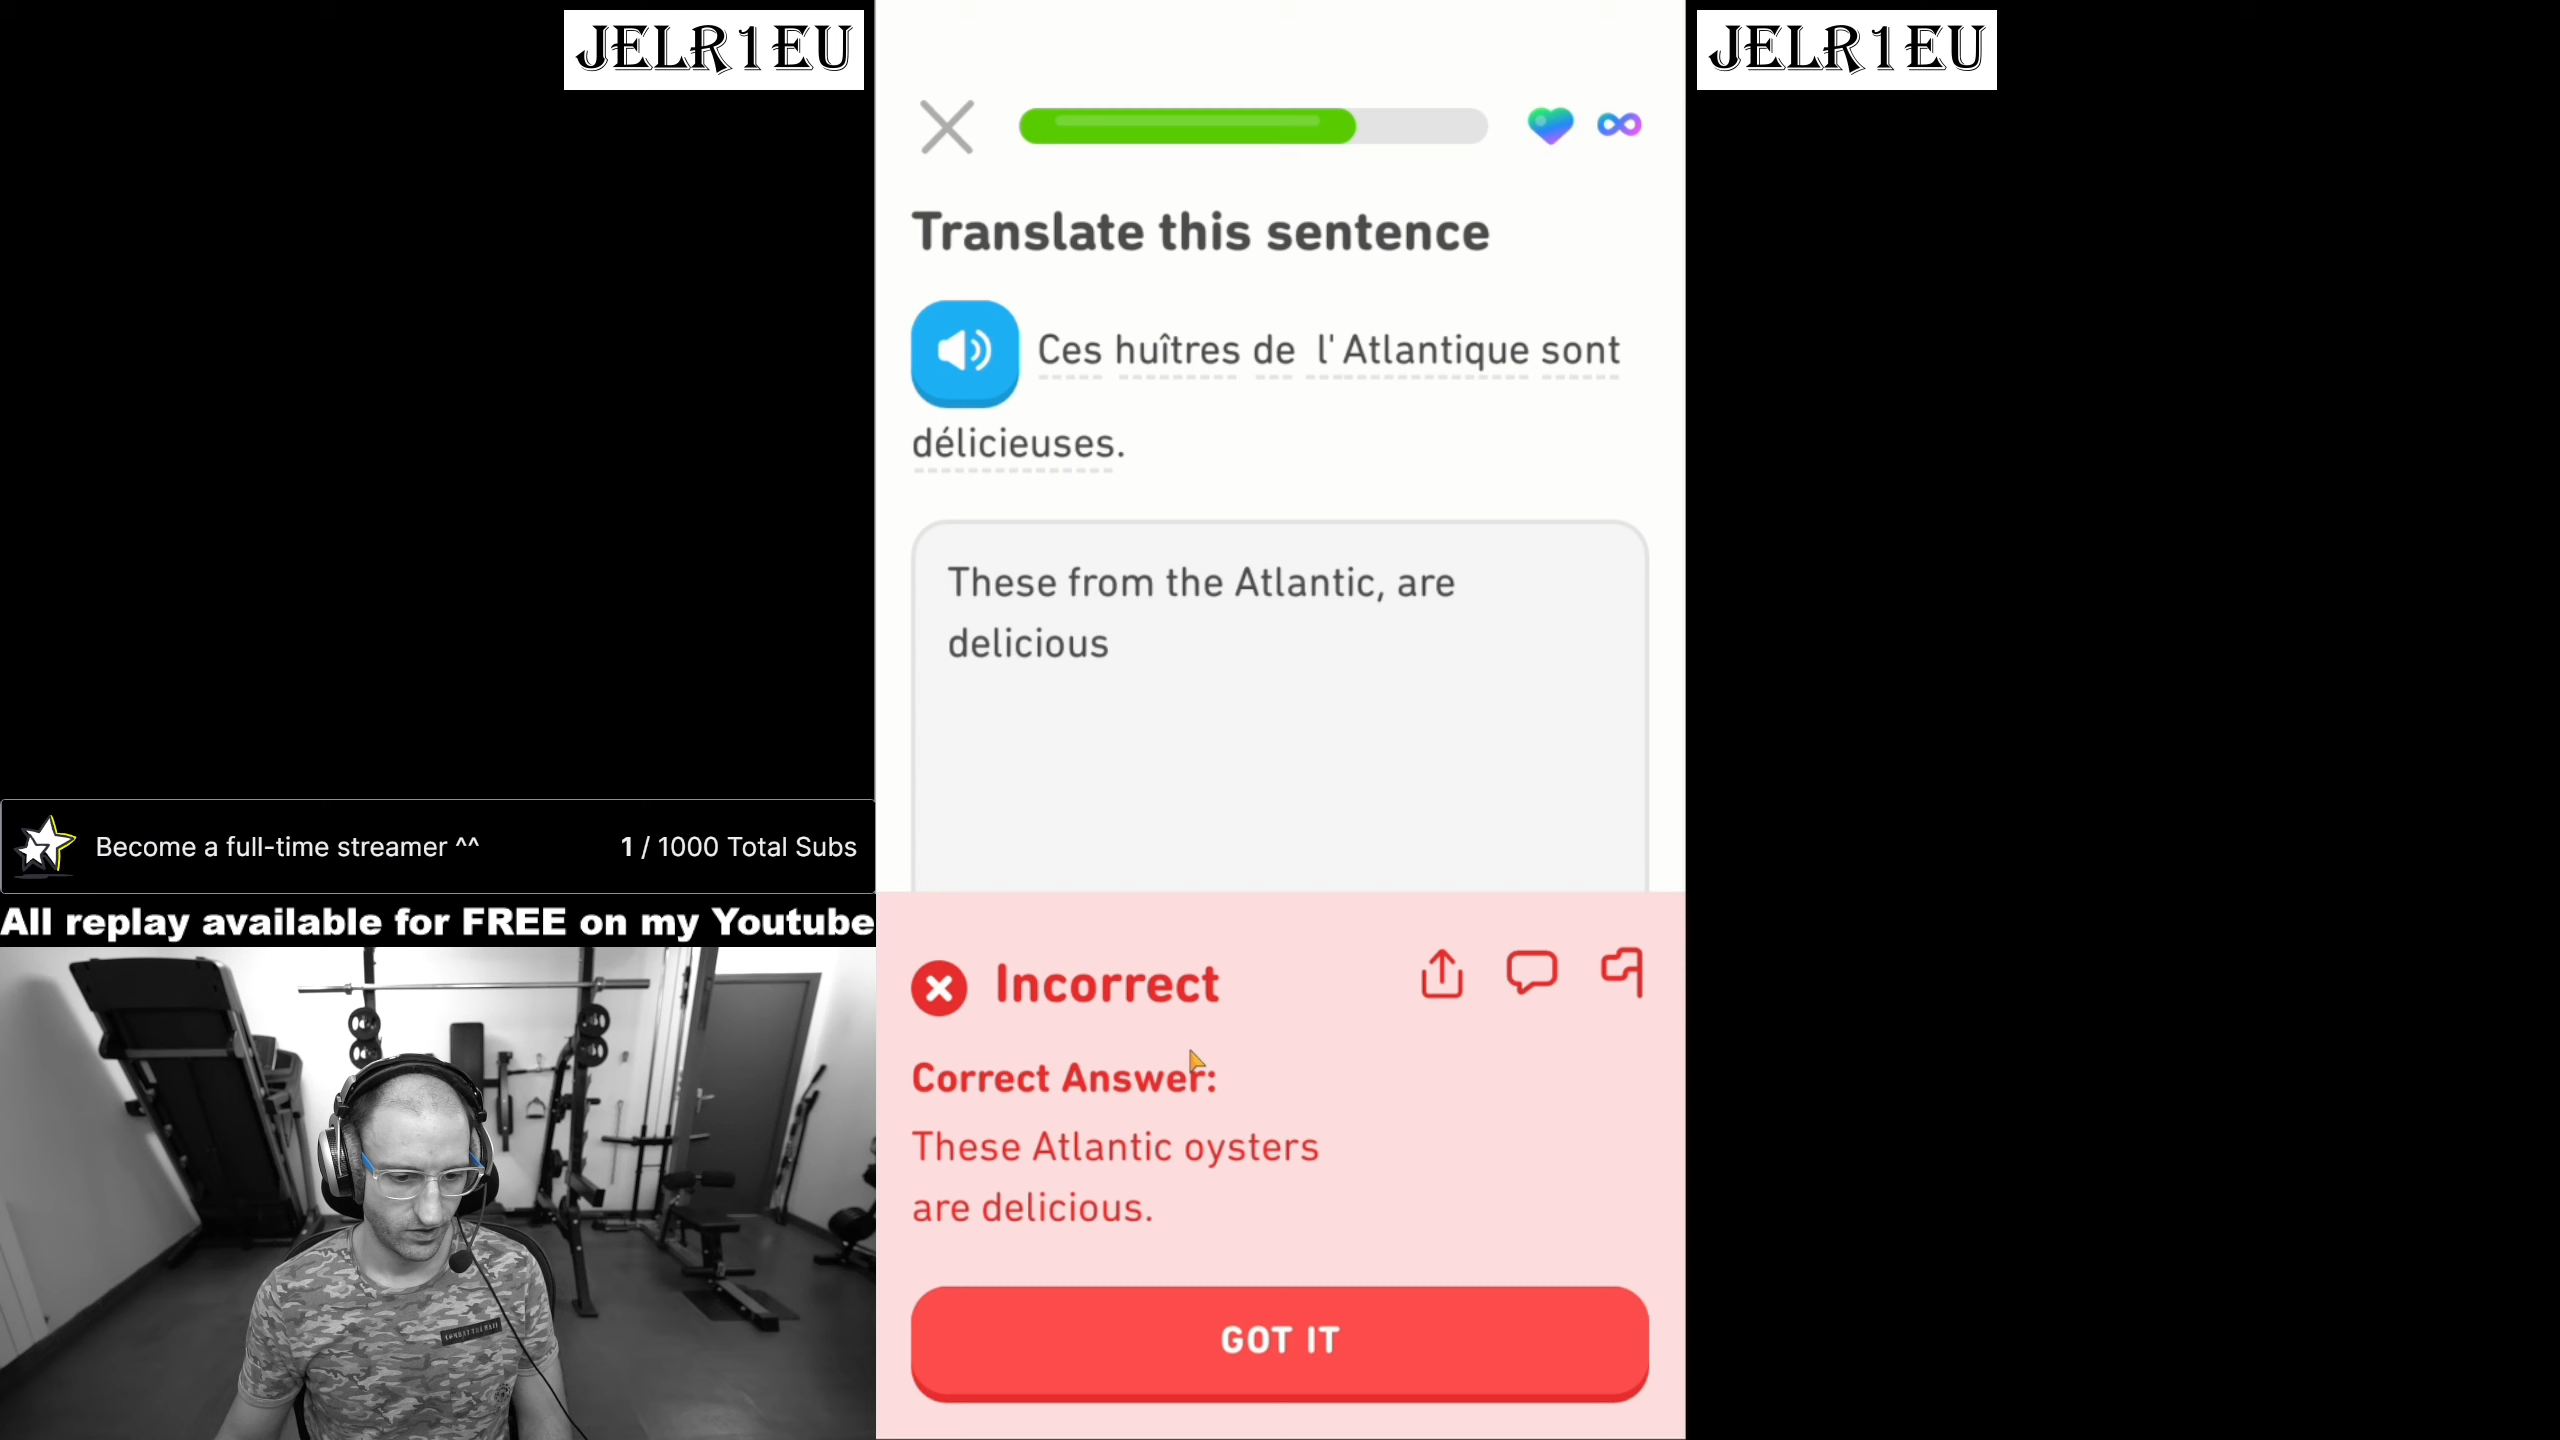 JELR1EU
JELR1EU
Translate this sentence
Ces huîtres de l'Atlantique sont
délicieuses.
These from the Atlantic, are
delicious
Become a full-time streamer ^^ 1 / 1000 Total Subs
All replay available for FREE on my Youtube
Incorrect
Correct Answer:
These Atlantic oysters
are delicious.
GOT IT